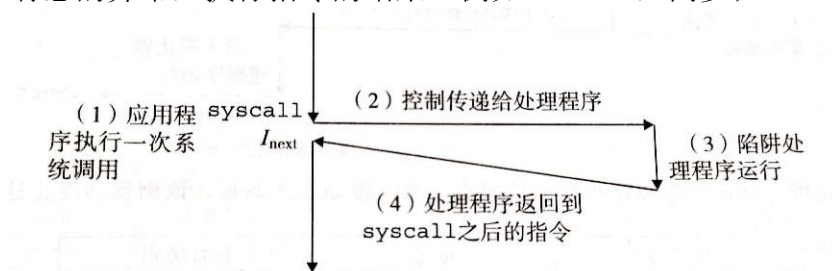 （1）应用程
序执行一次系
统调用
syscall
Inext
（2）控制传递给处理程序
（3）陷阱处
理程序运行
（4）处理程序返回到
syscall之后的指令